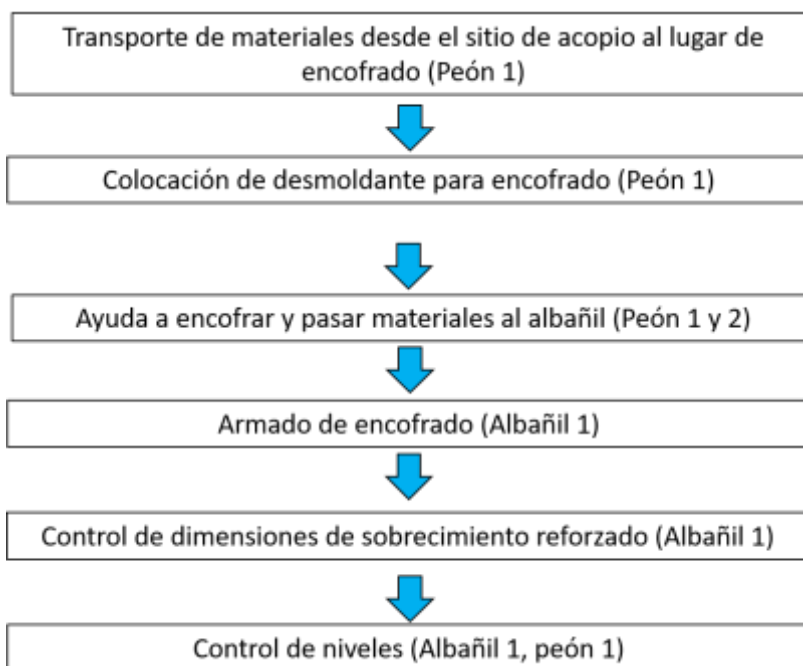 Transporte de materiales desde el sitio de acopio al lugar de
encofrado (Peón 1)
Colocación de desmoldante para encofrado (Peón 1)
Ayuda a encofrar y pasar materiales al albañil (Peón 1 y 2)
Armado de encofrado (Albañil 1)
Control de dimensiones de sobrecimiento reforzado (Albañil 1)
Control de niveles (Albañil 1, peón 1)